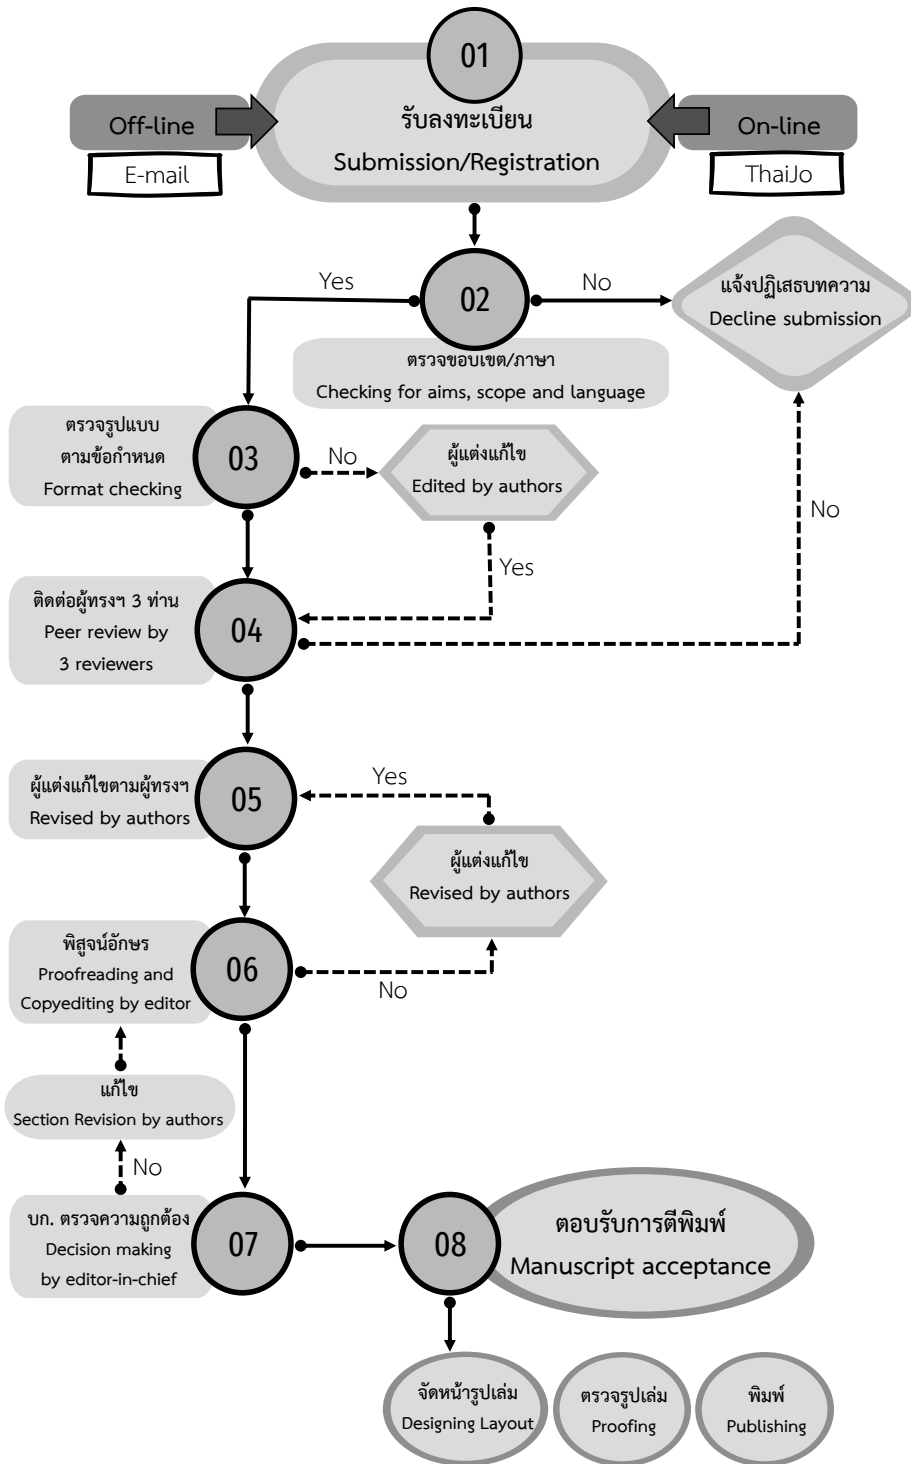 01
Off-line
E-mail
รับลงทะเบียน
Submission/Registration
On-line
ThaiJo
Yes
02
No
แจ้งปฏิเสธบทความ
Decline submission
ตรวจขอบเขต/ภาษา
Checking for aims, scope and language
ตรวจรูปแบบ
ตามข้อกำหนด
Format checking
03
No
ผู้แต่งแก้ไข
Edited by authors
No
Yes
ติดต่อผู้ทรงฯ 3 ท่าน
Peer review by
3 reviewers
04
ผู้แต่งแก้ไขตามผู้ทรงฯ
Revised by authors
05
Yes
ผู้แต่งแก้ไข
Revised by authors
พิสูจน์อักษร
Proofreading and
Copyediting by editor
06
No
แก้ไข
Section Revision by authors
No
บก. ตรวจความถูกต้อง
Decision making
by editor-in-chief
07
08
ตอบรับการตีพิมพ์
Manuscript acceptance
จัดหน้ารูปเล่ม
Designing Layout
ตรวจรูปเล่ม
Proofing
พิมพ์
Publishing